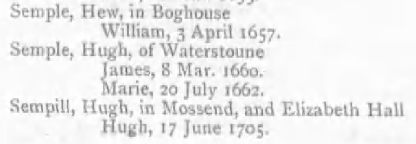 Semple, Hew, in Boghouse
William, 3 April 1657.
Semple, Hugh, of Waterstoune
James, 8 Mar. 1660.
Marie, 20 July 1662.
Sempill, Hugh, in Mossend, and Elizabeth Hall
Hugh, 17 June 1705.